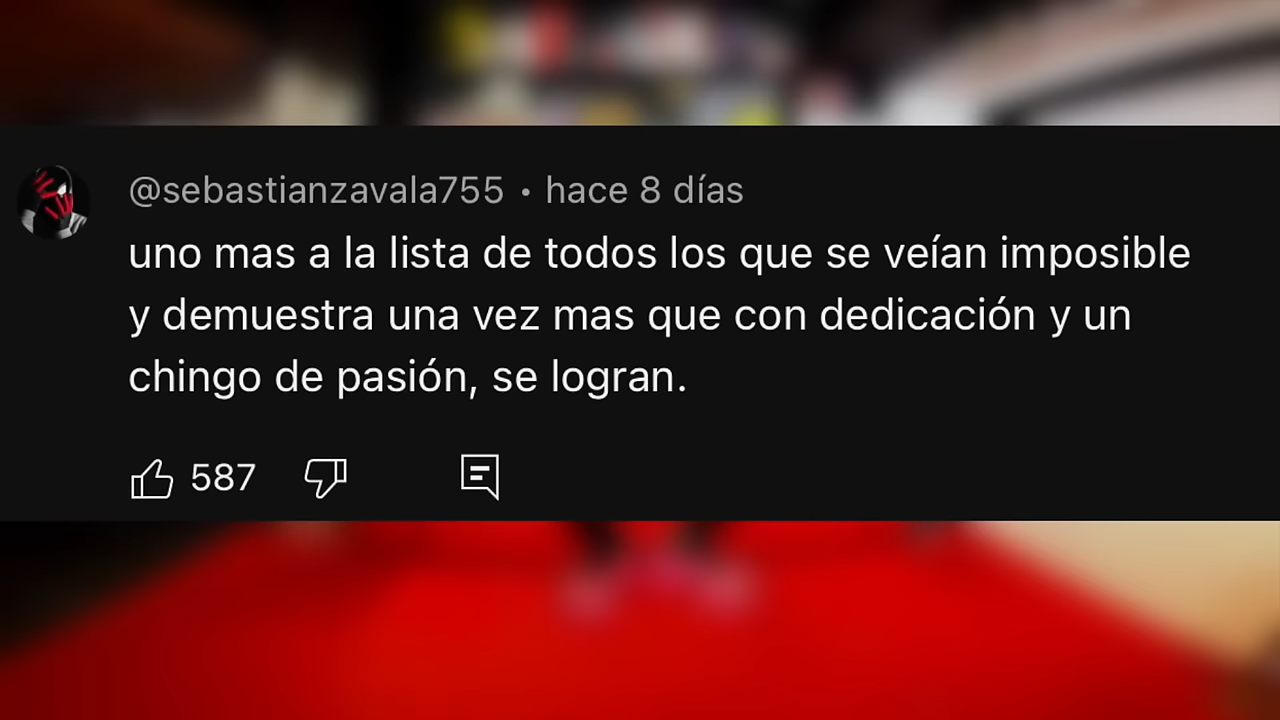 @sebastianzavala755 • hace 8 días
uno mas a la lista de todos los que se veían imposible
y demuestra una vez mas que con dedicación y un
chingo de pasión, se logran.
587